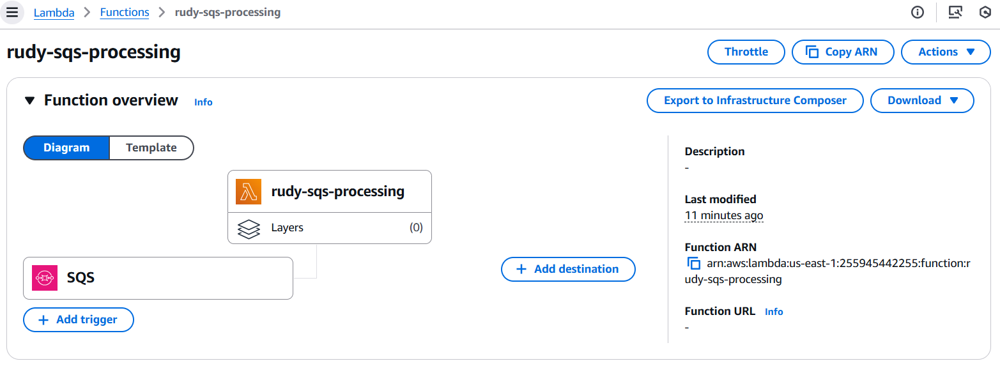 Lambda > Functions > rudy-sqs-processing
rudy-sqs-processing
Throttle
Copy ARN
Actions
Function overview
Info
Export to Infrastructure Composer
Download
Diagram
Template
rudy-sqs-processing
Layers
(0)
SQS
+ Add trigger
+ Add destination
Description
-
Last modified
11 minutes ago
Function ARN
arn:aws:lambda:us-east-1:255945442255:function:r
udy-sqs-processing
Function URL
Info
-